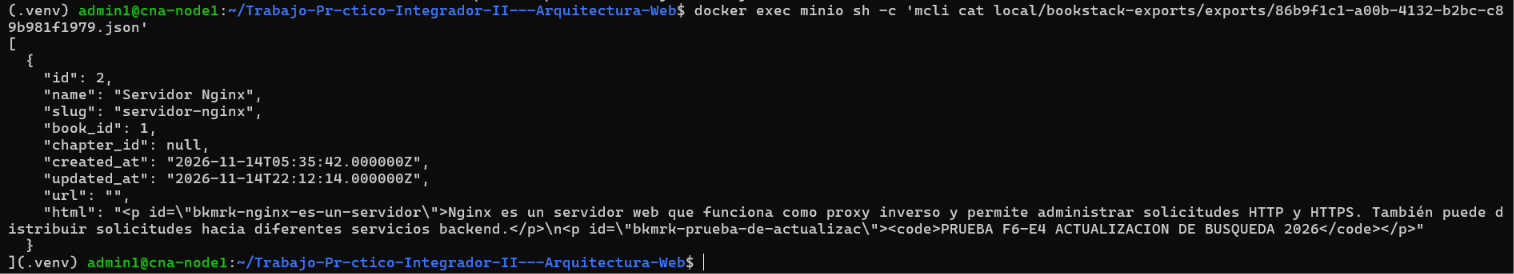 (.venv) admin1@cna-node1:~/Trabajo-Pr-ctico-Integrador-II---Arquitectura-Web$ docker exec minio sh -c 'mcli cat local/bookstack-exports/exports/86b9f1c1-a00b-4132-b2bc-c8
9b981f1979.json'
[
  {
    "id": 2,
    "name": "Servidor Nginx",
    "slug": "servidor-nginx",
    "book_id": 1,
    "chapter_id": null,
    "created_at": "2026-11-14T05:35:42.000000Z",
    "updated_at": "2026-11-14T22:12:14.000000Z",
    "url": "",
    "html": "<p id=\"bkmrk-nginx-es-un-servidor\">Nginx es un servidor web que funciona como proxy inverso y permite administrar solicitudes HTTP y HTTPS. También puede d
istribuir solicitudes hacia diferentes servicios backend.</p>\n<p id=\"bkmrk-prueba-de-actualizac\"><code>PRUEBA F6-E4 ACTUALIZACION DE BUSQUEDA 2026</code></p>"
  }
](.venv) admin1@cna-node1:~/Trabajo-Pr-ctico-Integrador-II---Arquitectura-Web$